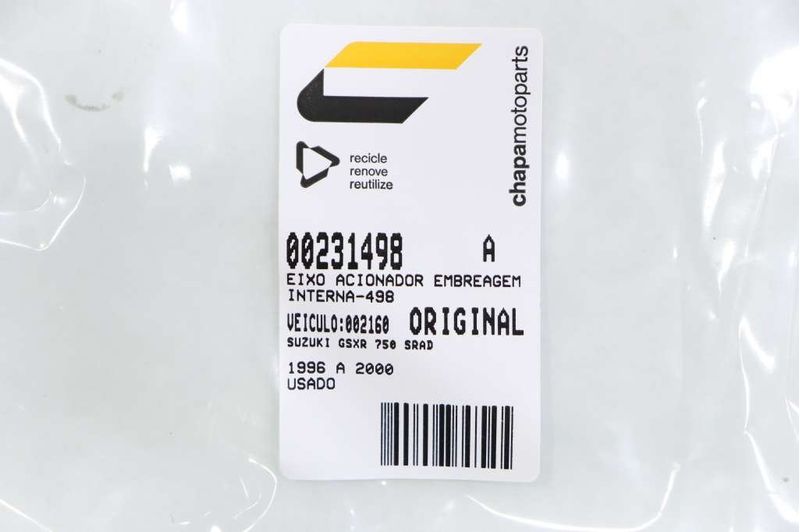 chapamotoparts
recicle
renove
reutilize
00231498 A
EIXO ACIONADOR EMBREAGEM
INTERNA-498
VEICULO:002160 ORIGINAL
SUZUKI GSXR 750 SRAD
1996 A 2000
USADO